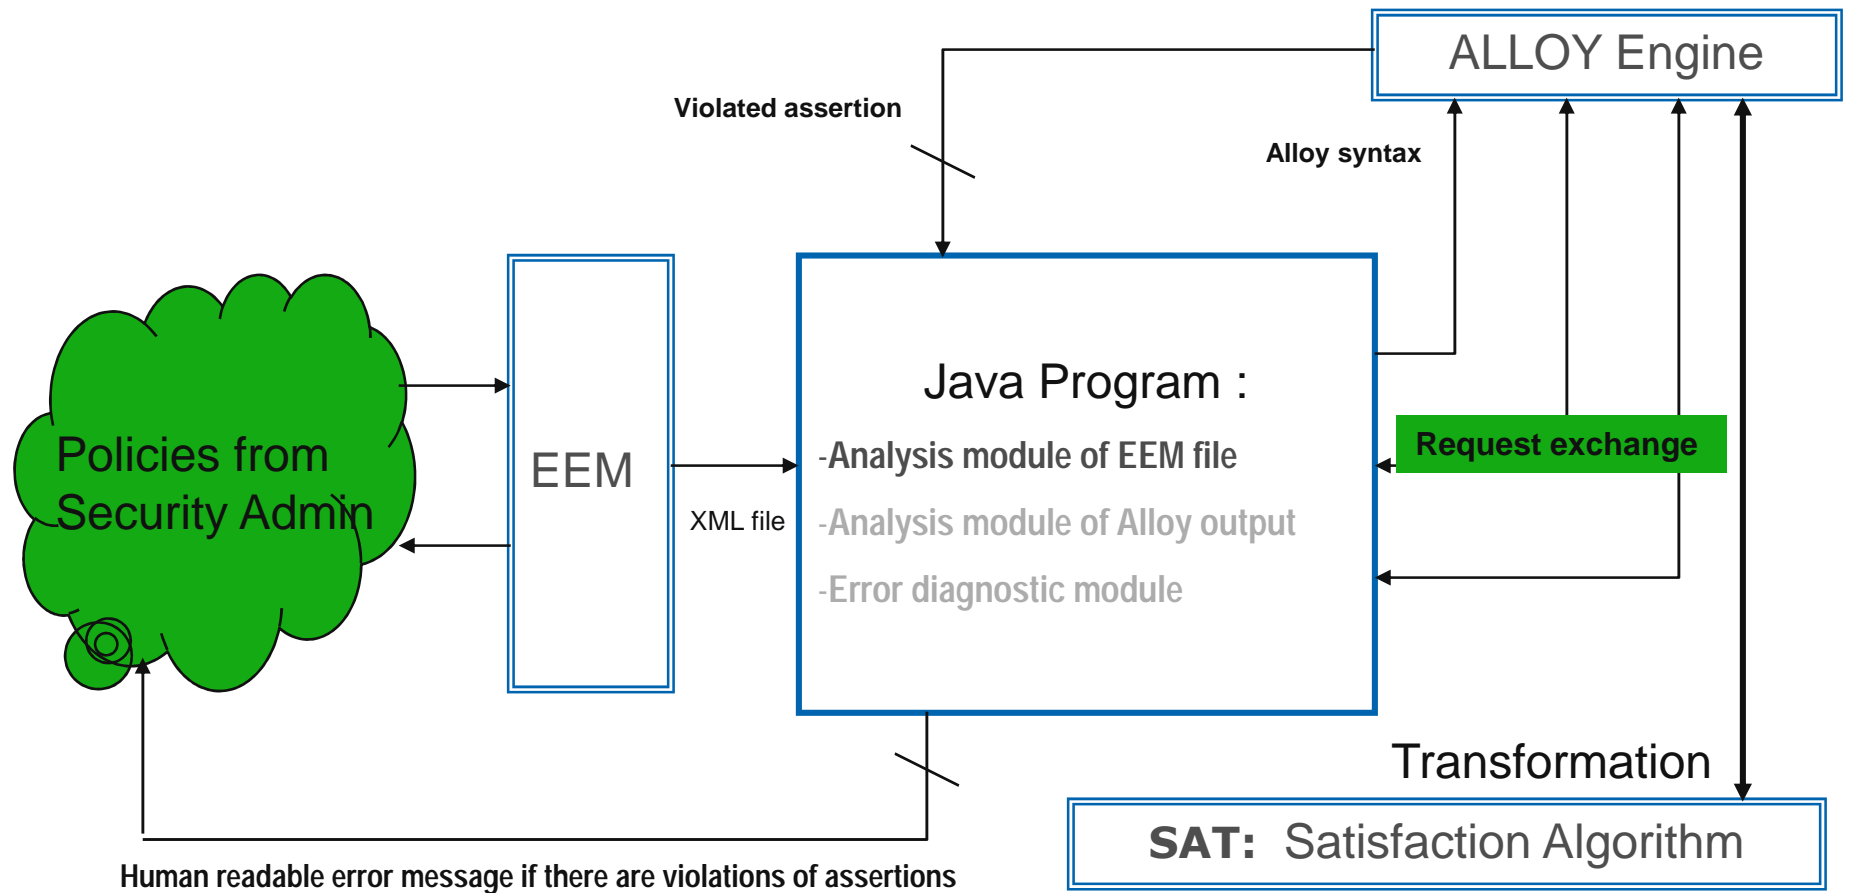 ALLOY Engine
Violated assertion
Alloy syntax
Policies from
Security Admin
EEM
XML file
Java Program :
-Analysis module of EEM file
-Analysis module of Alloy output
-Error diagnostic module
Request exchange
Transformation
SAT: Satisfaction Algorithm
Human readable error message if there are violations of assertions